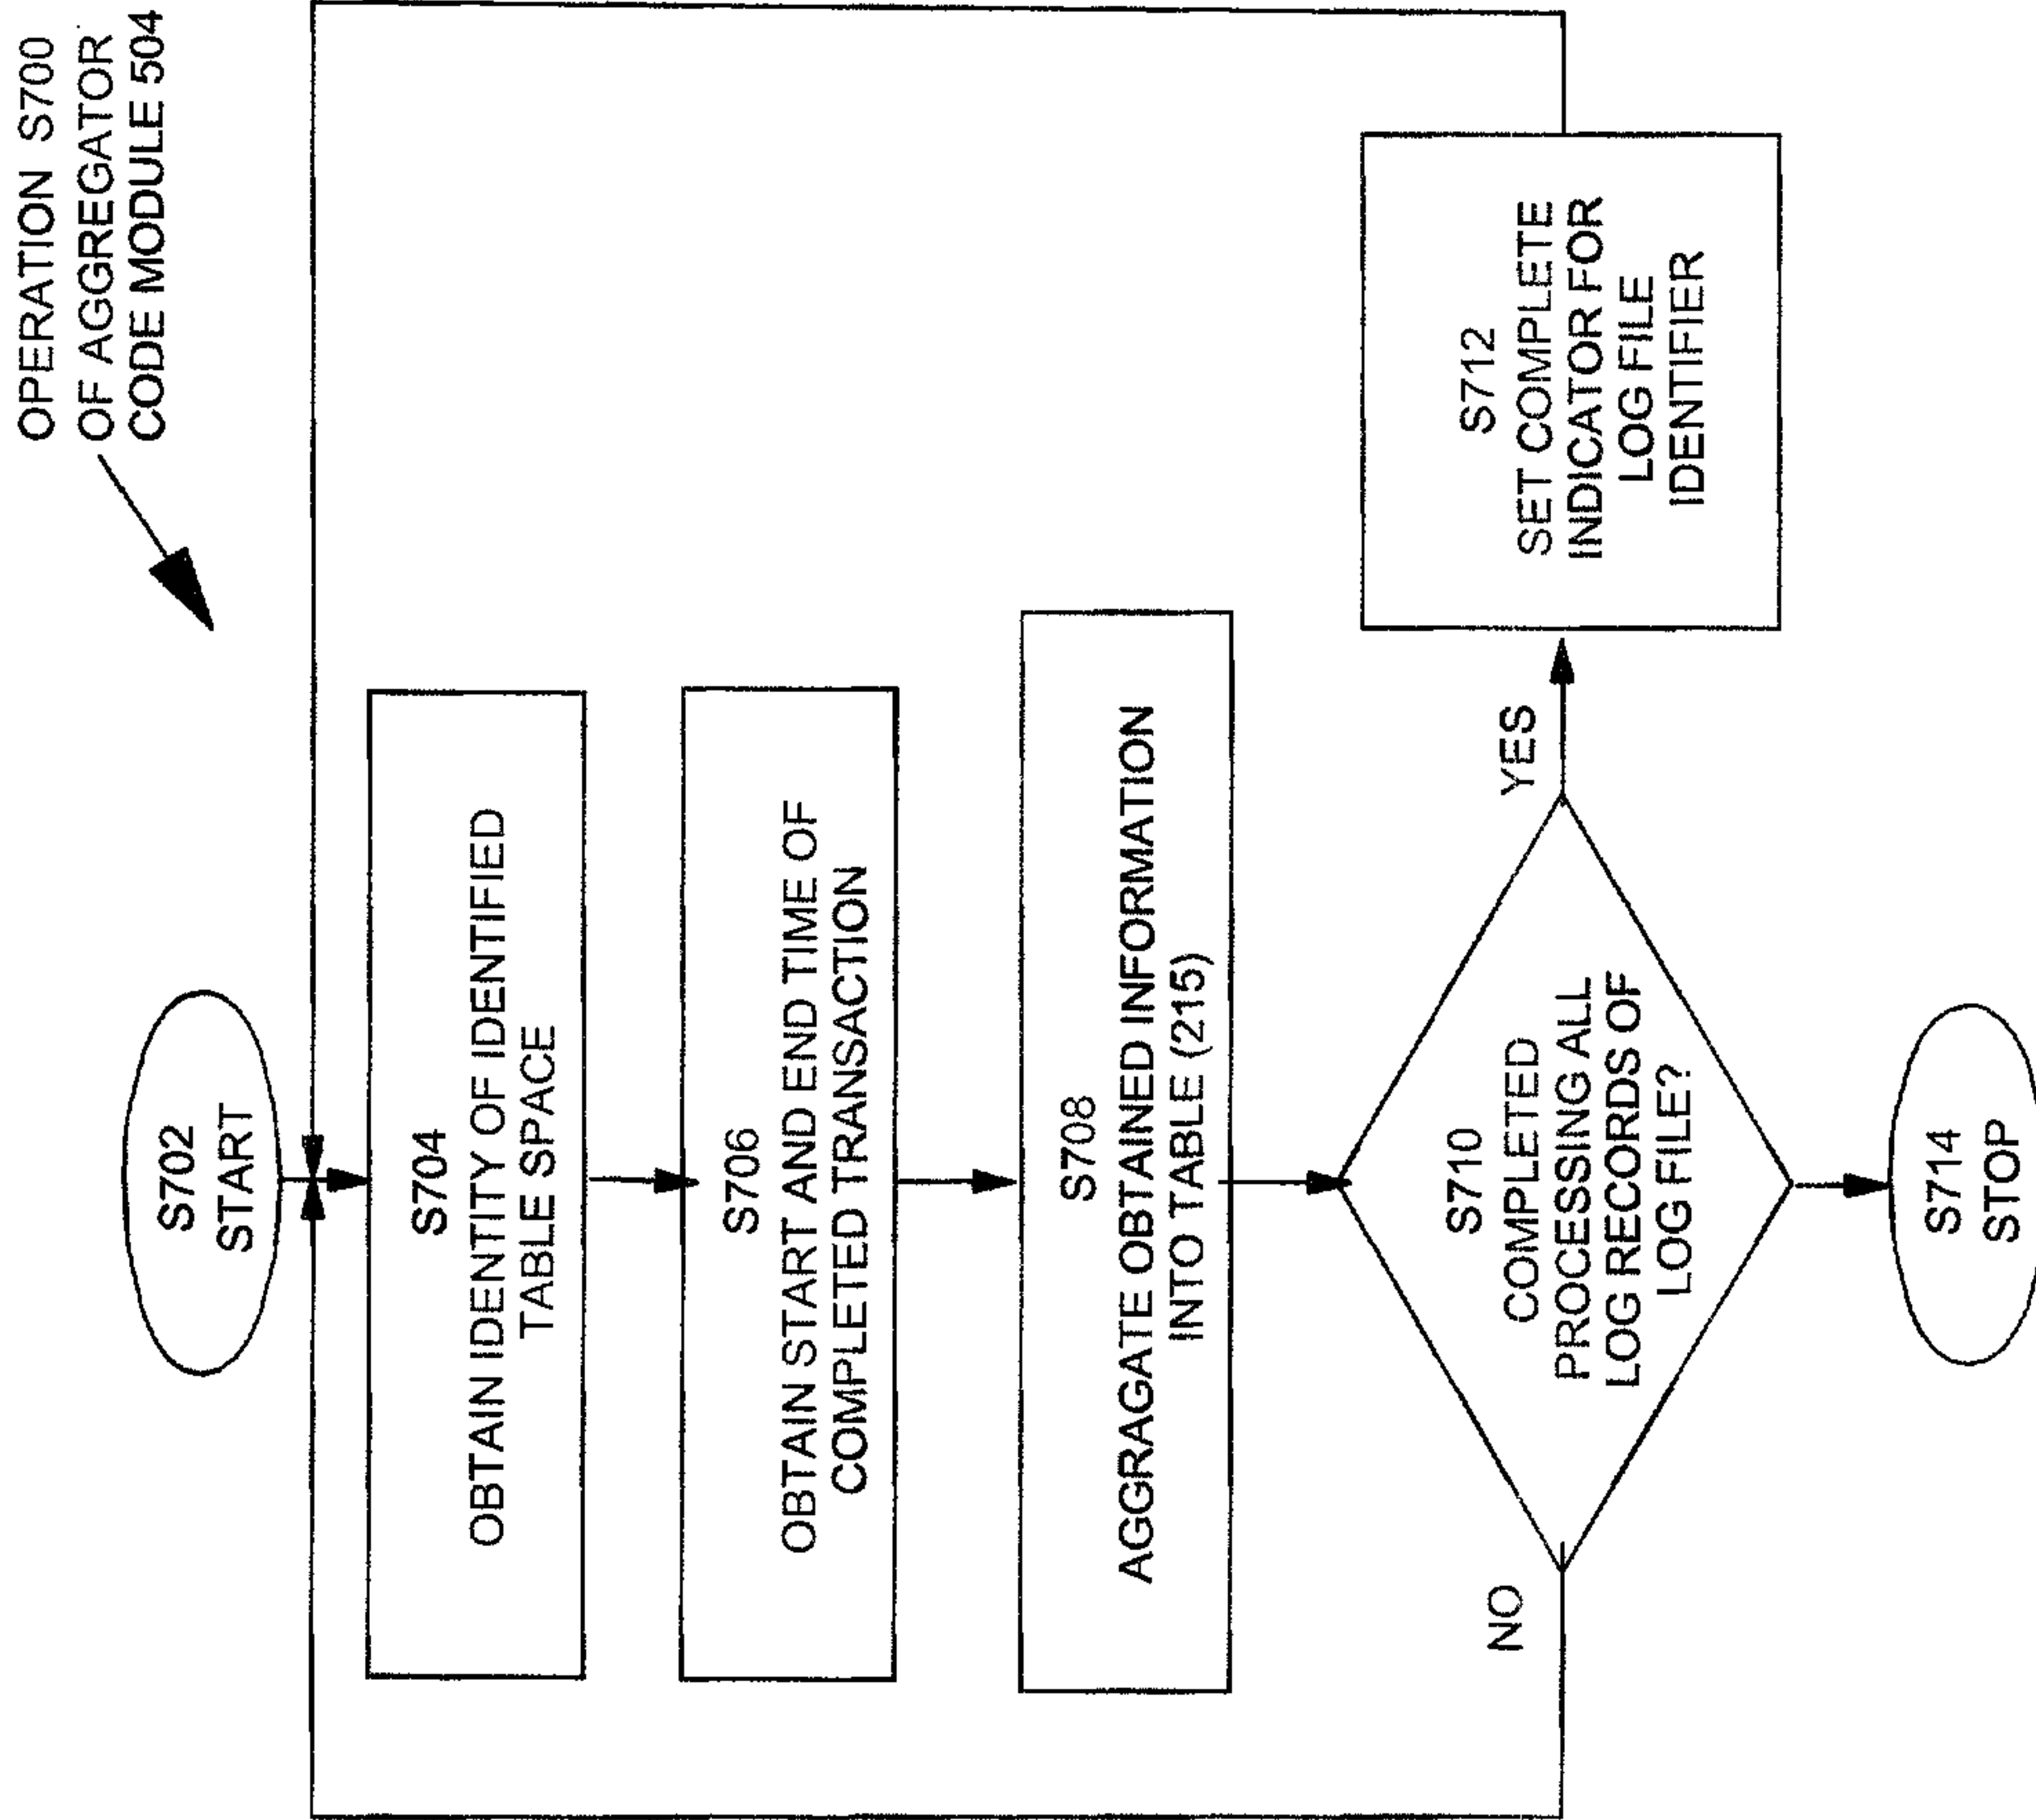 OPERATION S700
OF AGGREGATOR
CODE MODULE 504
S702
START
S704
OBTAIN IDENTITY OF IDENTIFIED
TABLE SPACE
S706
OBTAIN START AND END TIME OF
COMPLETED TRANSACTION
S708
AGGRAGATE OBTAINED INFORMATION
INTO TABLE (215)
NO
S710
COMPLETED
PROCESSING ALL
LOG RECORDS OF
LOG FILE?
YES
S712
SET COMPLETE
INDICATOR FOR
LOG FILE
IDENTIFIER
S714
STOP